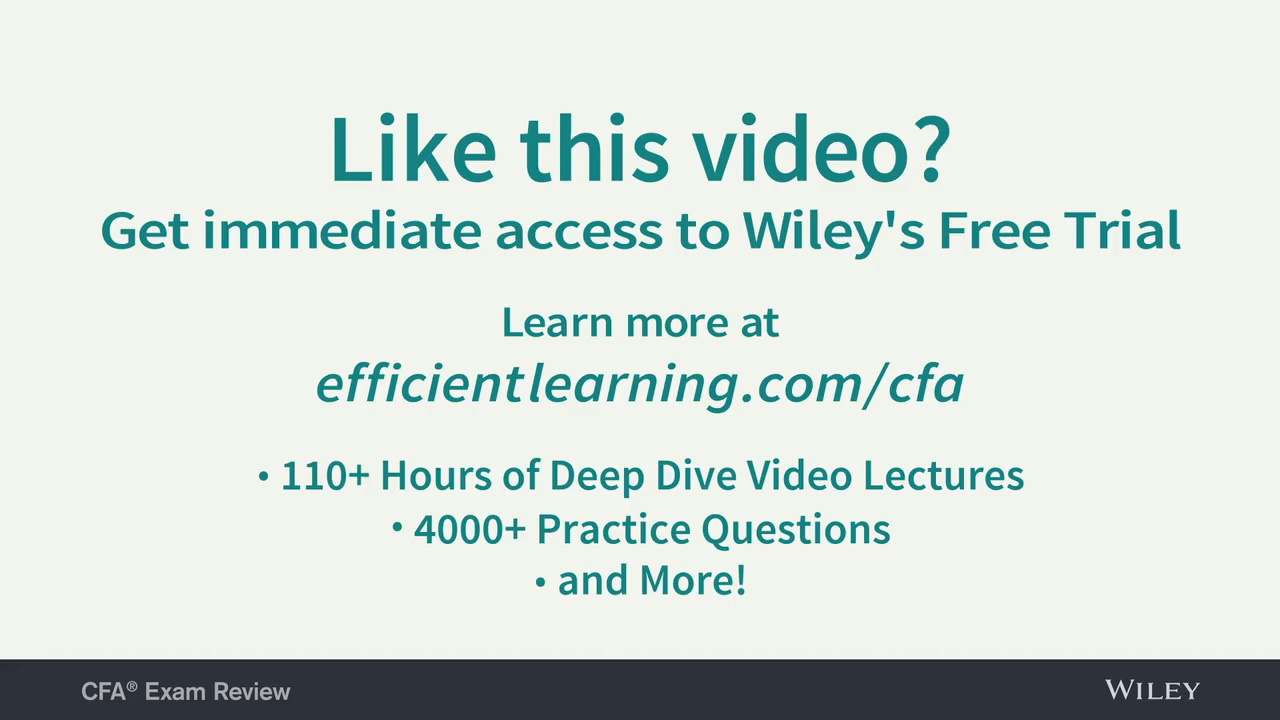 Like this video?
Get immediate access to Wiley's Free Trial
Learn more at
efficientlearning.com/cfa
• 110+ Hours of Deep Dive Video Lectures
• 4000+ Practice Questions
• and More!
CFA® Exam Review
WILEY